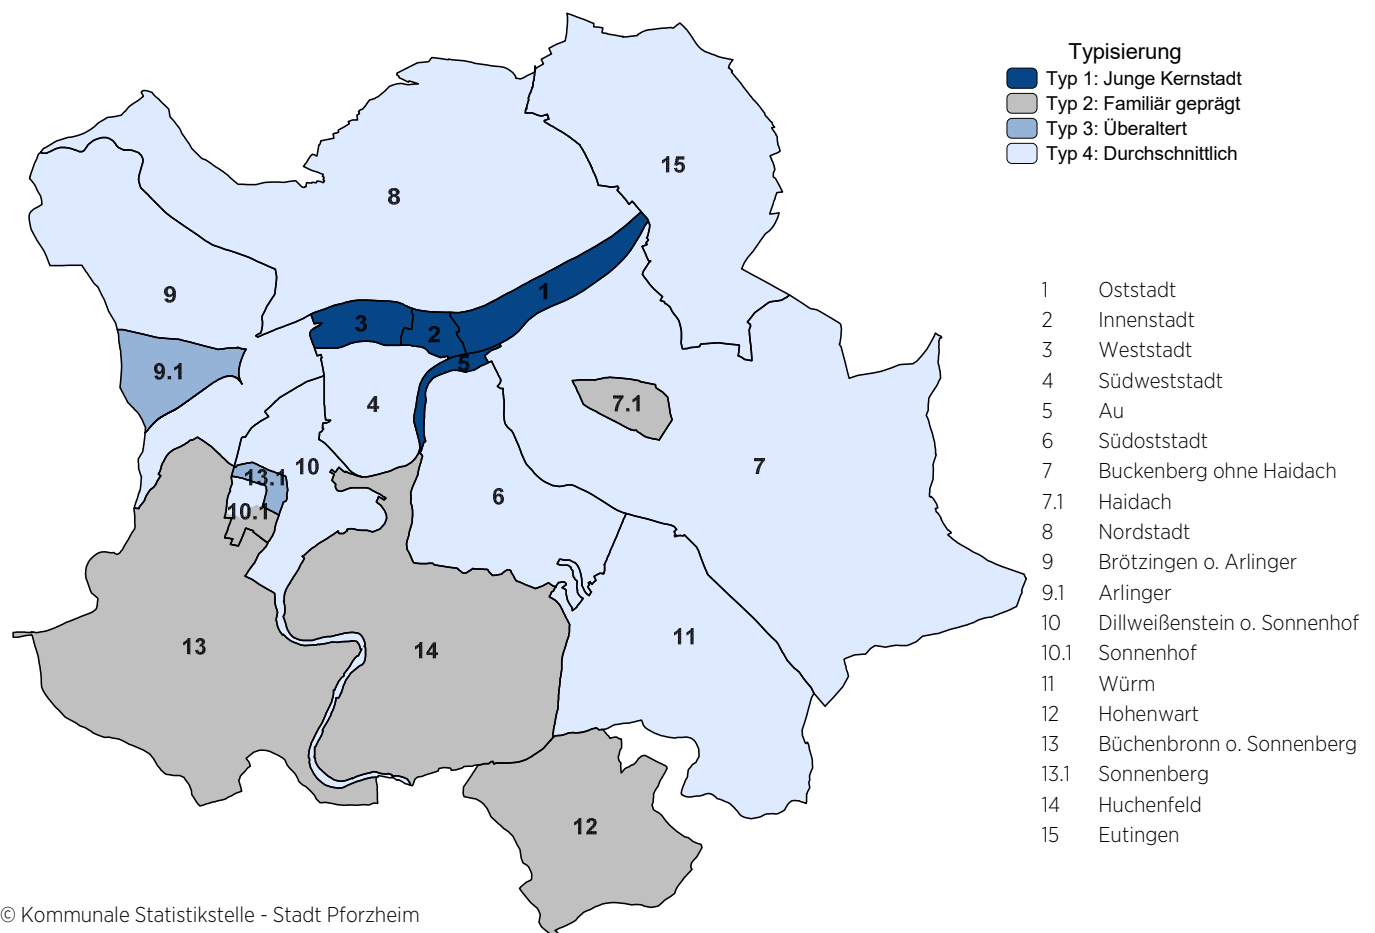 Typisierung
Typ 1: Junge Kernstadt
Typ 2: Familiär geprägt
Typ 3: Überaltert
Typ 4: Durchschnittlich
15
8
9
1
3
2
5
9.1
4
7.1
7
10
13.1
10.1
6
11
13
14
12
1 Oststadt
2 Innenstadt
3 Weststadt
4 Südweststadt
5 Au
6 Südoststadt
7 Buckenberg ohne Haidach
7.1 Haidach
8 Nordstadt
9 Brötzingen o. Arlinger
9.1 Arlinger
10 Dillweißenstein o. Sonnenhof
10.1 Sonnenhof
11 Würm
12 Hohenwart
13 Büchenbronn o. Sonnenberg
13.1 Sonnenberg
14 Huchenfeld
15 Eutingen
© Kommunale Statistikstelle - Stadt Pforzheim